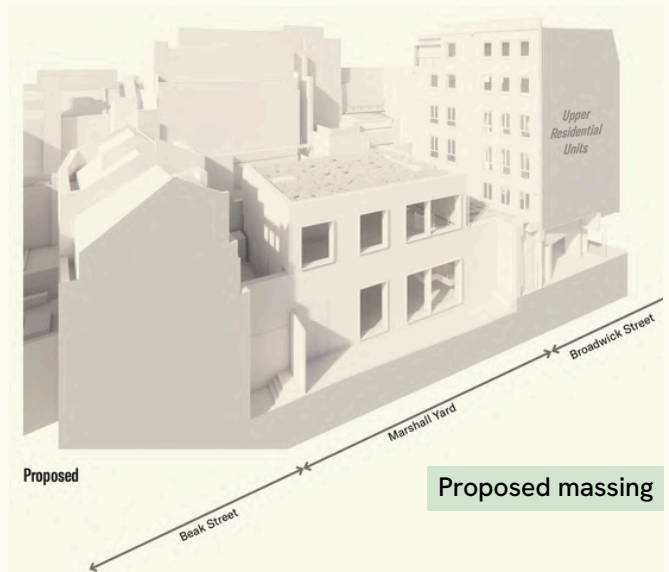 Upper
Residential
Units
Broadwick Street
Marshall Yard
Beak Street
Proposed
Proposed massing